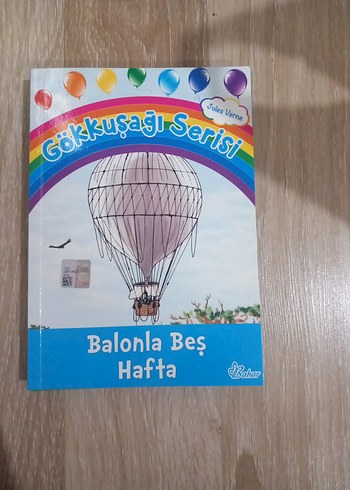 Jules Verne
Gökkuşağı Serisi
Balonla Beş
Hafta
Bahar